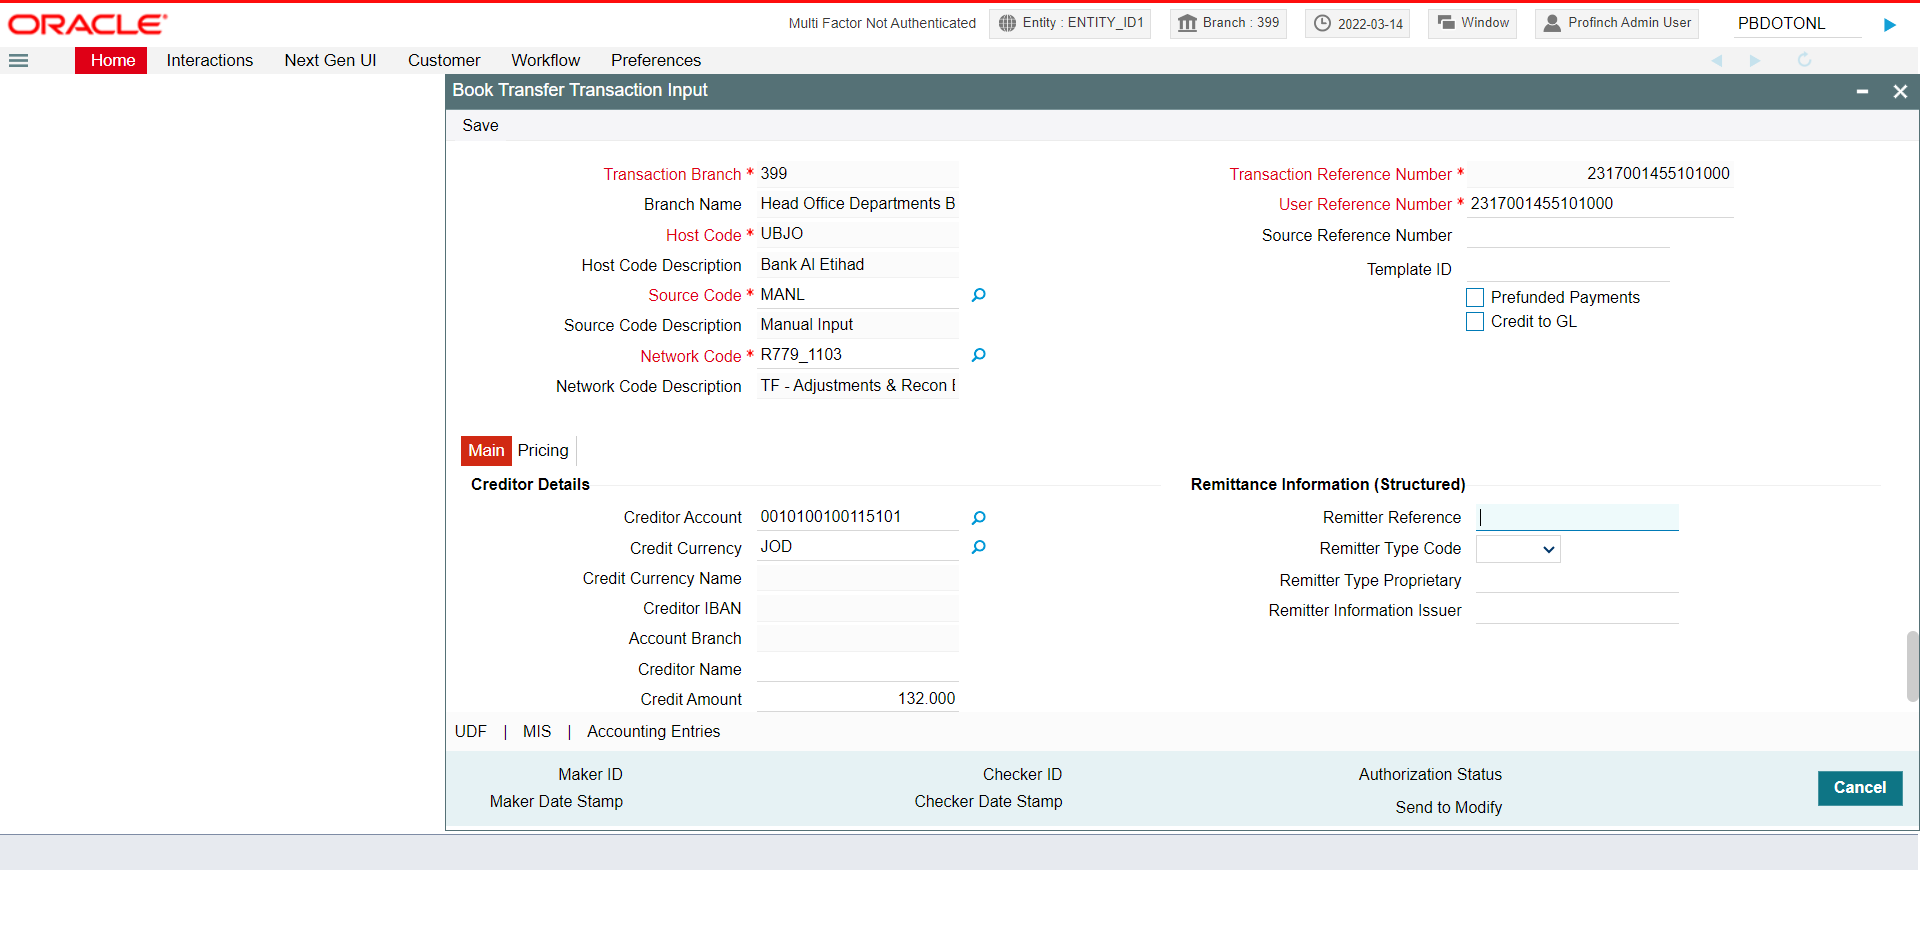 ORACLE
Multi Factor Not Authenticated Entity : ENTITY_ID1 Branch : 399 2022-03-14 Window Profinch Admin User PBDOTONL
Home Interactions Next Gen UI Customer Workflow Preferences
Book Transfer Transaction Input
Save
Transaction Branch * 399
Branch Name Head Office Departments B
Host Code * UBJO
Host Code Description Bank Al Etihad
Source Code * MANL
Source Code Description Manual Input
Network Code * R779_1103
Network Code Description TF - Adjustments & Recon
Transaction Reference Number * 2317001455101000
User Reference Number * 2317001455101000
Source Reference Number
Template ID
Prefunded Payments
Credit to GL
Main Pricing
Creditor Details
Creditor Account 0010100100115101
Credit Currency JOD
Credit Currency Name
Creditor IBAN
Account Branch
Creditor Name
Credit Amount 132.000
Remittance Information (Structured)
Remitter Reference
Remitter Type Code
Remitter Type Proprietary
Remitter Information Issuer
UDF | MIS | Accounting Entries
Maker ID Checker ID Authorization Status
Maker Date Stamp Checker Date Stamp Send to Modify
Cancel